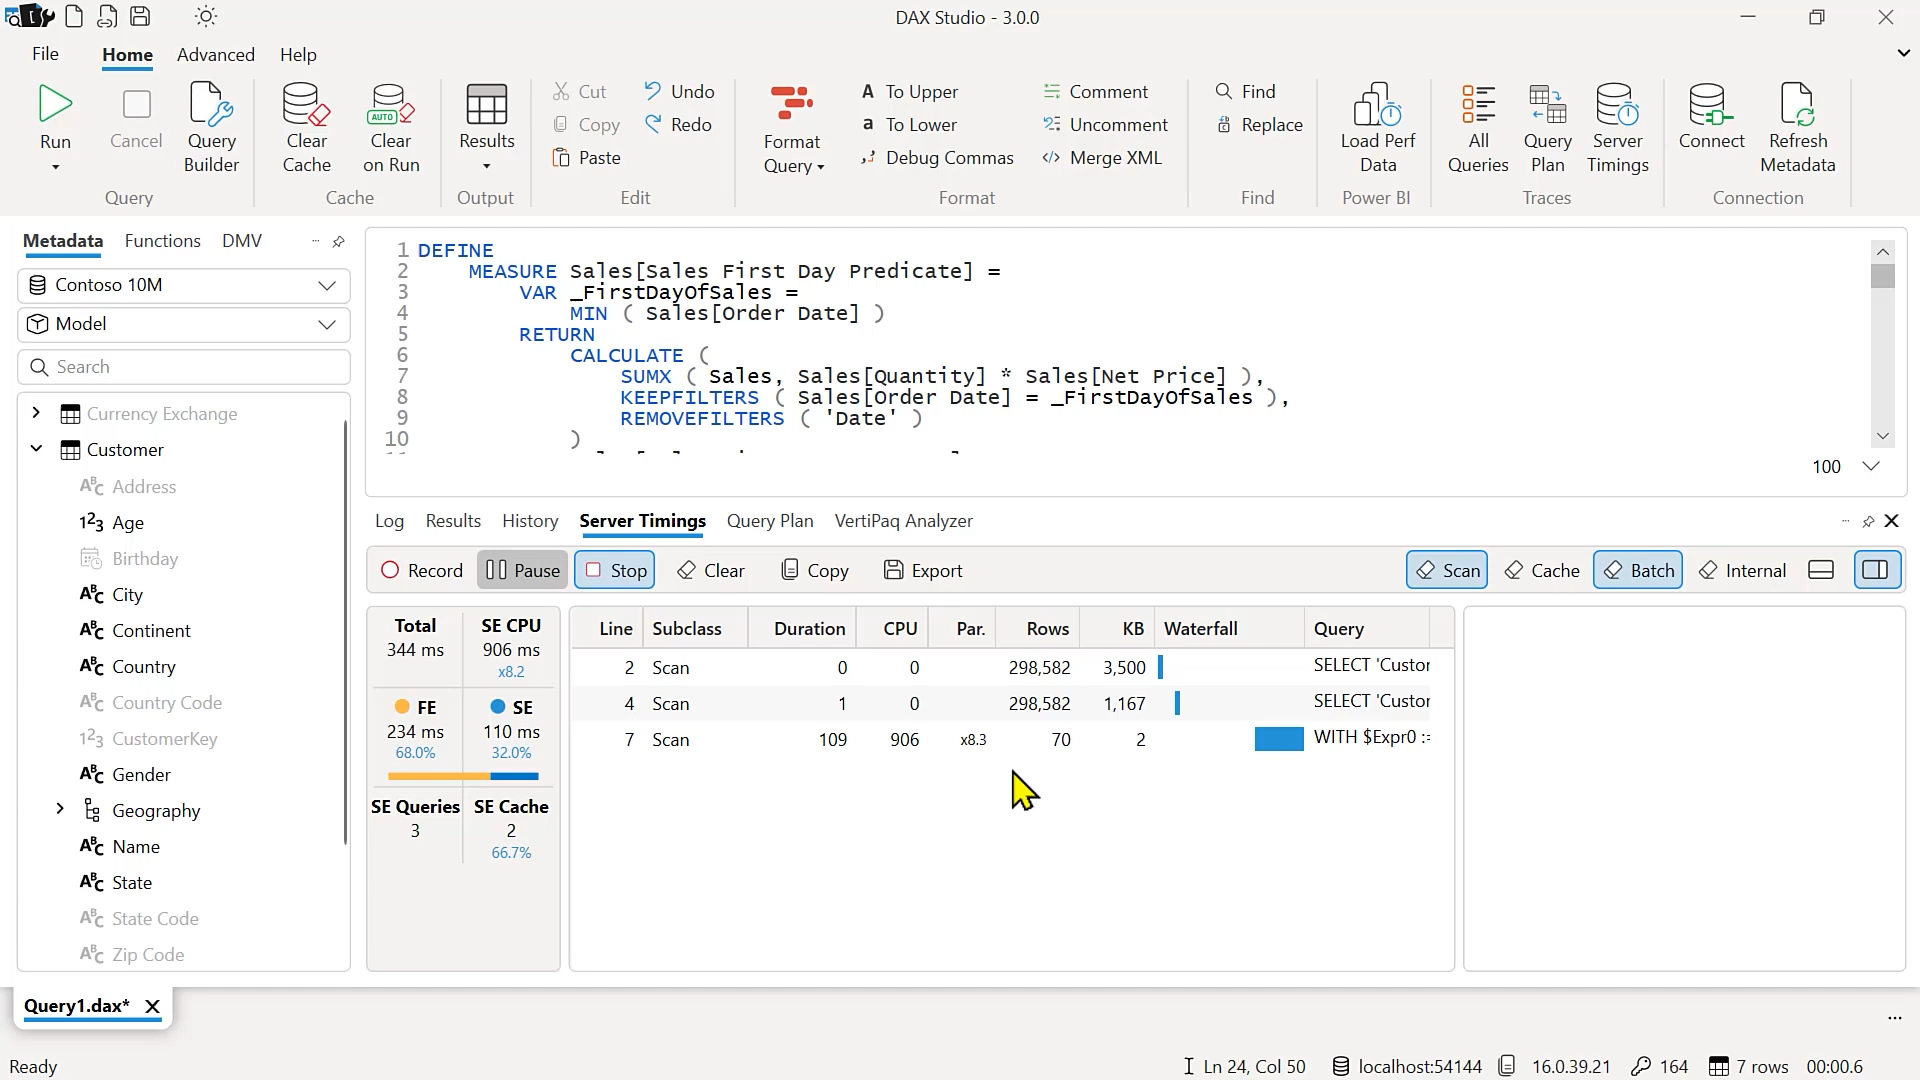 DAX Studio - 3.0.0
File Home Advanced Help
Run
Cancel
Query Builder
Query
Clear Cache
AUTO
Clear on Run
Cache
Results
Output
Cut
Copy
Paste
Undo
Redo
Edit
Format Query
A To Upper
a To Lower
Debug Commas
Comment
Uncomment
Merge XML
Format
Find
Replace
Find
Load Perf Data
Power BI
All Queries
Query Plan
Server Timings
Traces
Connect
Refresh Metadata
Connection
Metadata Functions DMV
Contoso 10M
Model
Search
Currency Exchange
Customer
Address
Age
Birthday
City
Continent
Country
Country Code
CustomerKey
Gender
Geography
Name
State
State Code
Zip Code
1 DEFINE
2 MEASURE Sales[Sales First Day Predicate] =
3 VAR _FirstDayOfSales =
4 MIN ( Sales[Order Date] )
5 RETURN
6 CALCULATE (
7 SUMX ( Sales, Sales[Quantity] * Sales[Net Price] ),
8 KEEPFILTERS ( Sales[Order Date] = _FirstDayOfSales ),
9 REMOVEFILTERS ( 'Date' )
10 )
100
Log Results History Server Timings Query Plan VertiPaq Analyzer
Record Pause Stop Clear Copy Export Scan Cache Batch Internal
Total
344 ms
SE CPU
906 ms
x8.2
FE
234 ms
68.0%
SE
110 ms
32.0%
SE Queries
3
SE Cache
2
66.7%
Line Subclass Duration CPU Par. Rows KB Waterfall Query
2 Scan 0 0 298,582 3,500 SELECT 'Custor
4 Scan 1 0 298,582 1,167 SELECT 'Custor
7 Scan 109 906 x8.3 70 2 WITH $Expr0 :=
Query1.dax*
Ready
Ln 24, Col 50 localhost:54144 16.0.39.21 164 7 rows 00:00.6